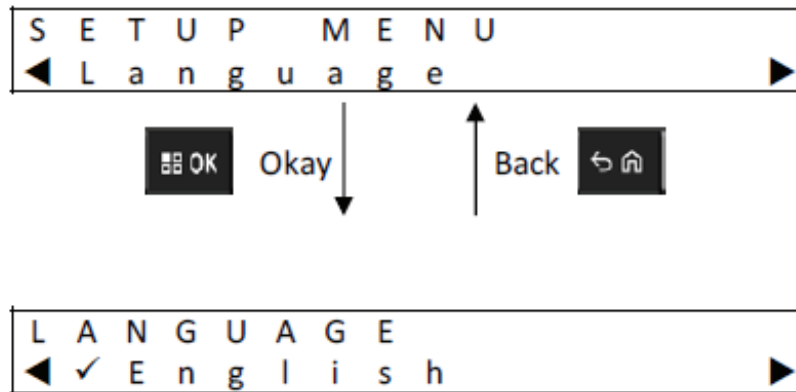 SETUP MENU
◀ Language ▶
OK Okay Back
LANGUAGE
◀ ✓ English ▶